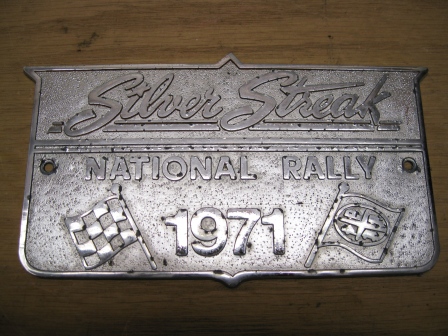 Silver Streak
NATIONAL RALLY
1971